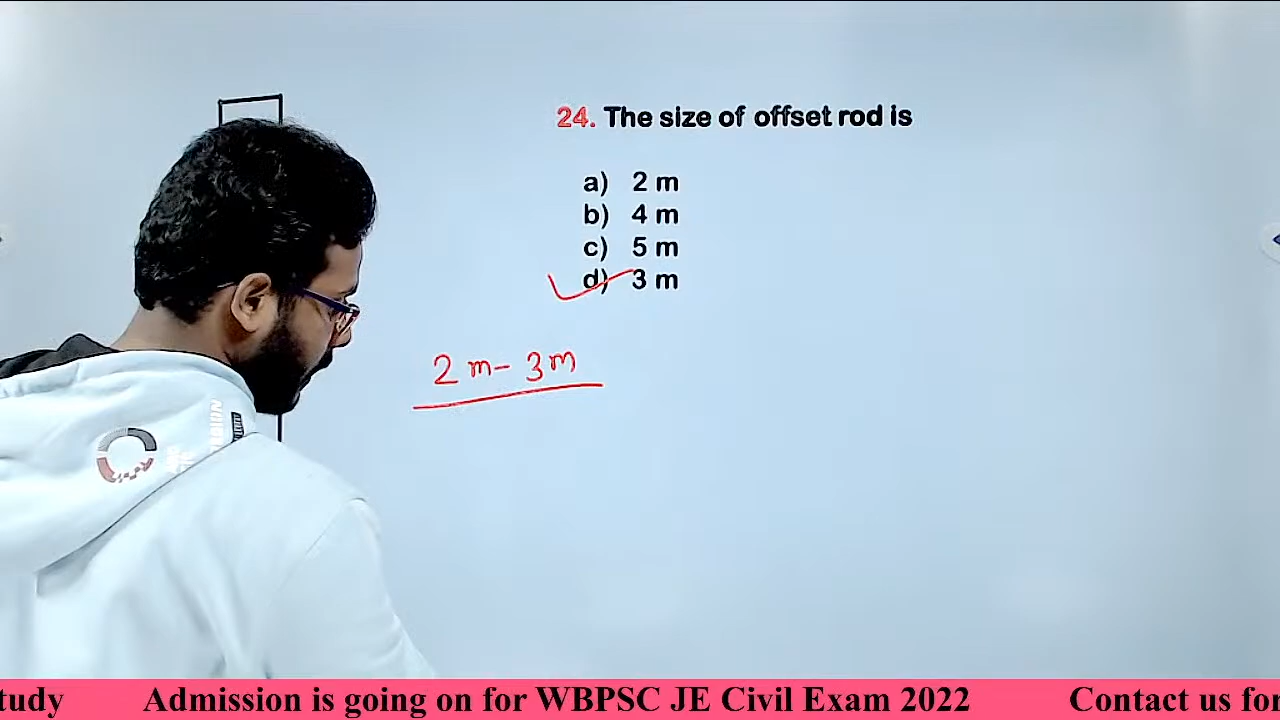 24. The size of offset rod is
a) 2 m
b) 4 m
c) 5 m
d) 3 m
2 m - 3 m
tudy Admission is going on for WBPSC JE Civil Exam 2022 Contact us for